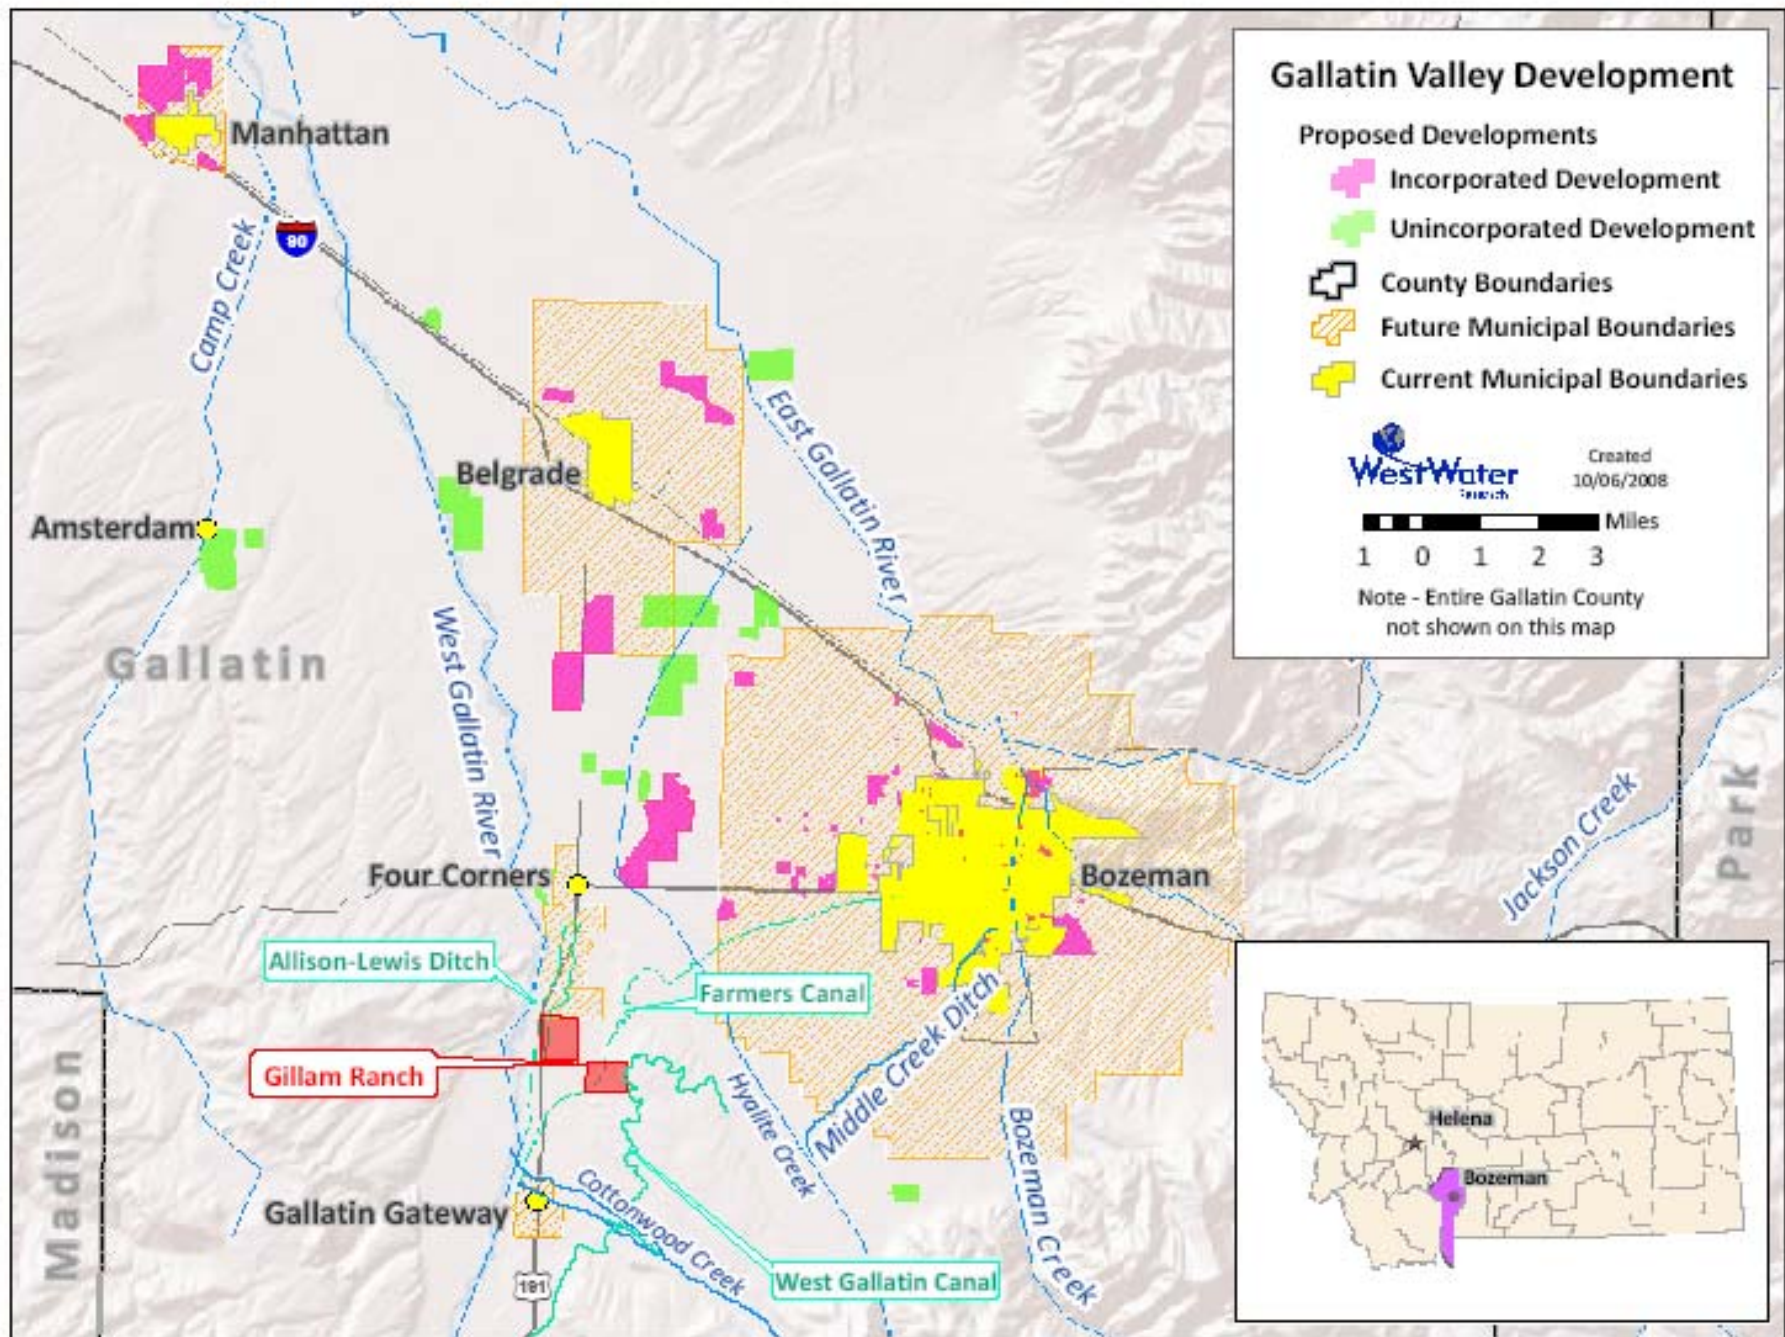 Gallatin Valley Development
Proposed Developments
Incorporated Development
Unincorporated Development
County Boundaries
Future Municipal Boundaries
Current Municipal Boundaries
WestWater
Research
Created
10/06/2008
Miles
1 0 1 2 3
Note - Entire Gallatin County
not shown on this map
Manhattan
90
Camp Creek
Belgrade
East Gallatin River
Amsterdam
West Gallatin River
Gallatin
Park
Jackson Creek
Four Corners
Bozeman
Allison-Lewis Ditch
Farmers Canal
Middle Creek Ditch
Gillam Ranch
Madison
Hyalite Creek
Bozeman Creek
Gallatin Gateway
Cottonwood Creek
West Gallatin Canal
191
Helena
Bozeman